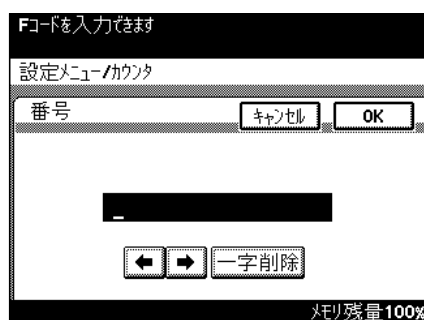 Fコードを入力できます
設定メニュー/カウンタ
番号 キャンセル OK
← → 一字削除
メモリ残量100%